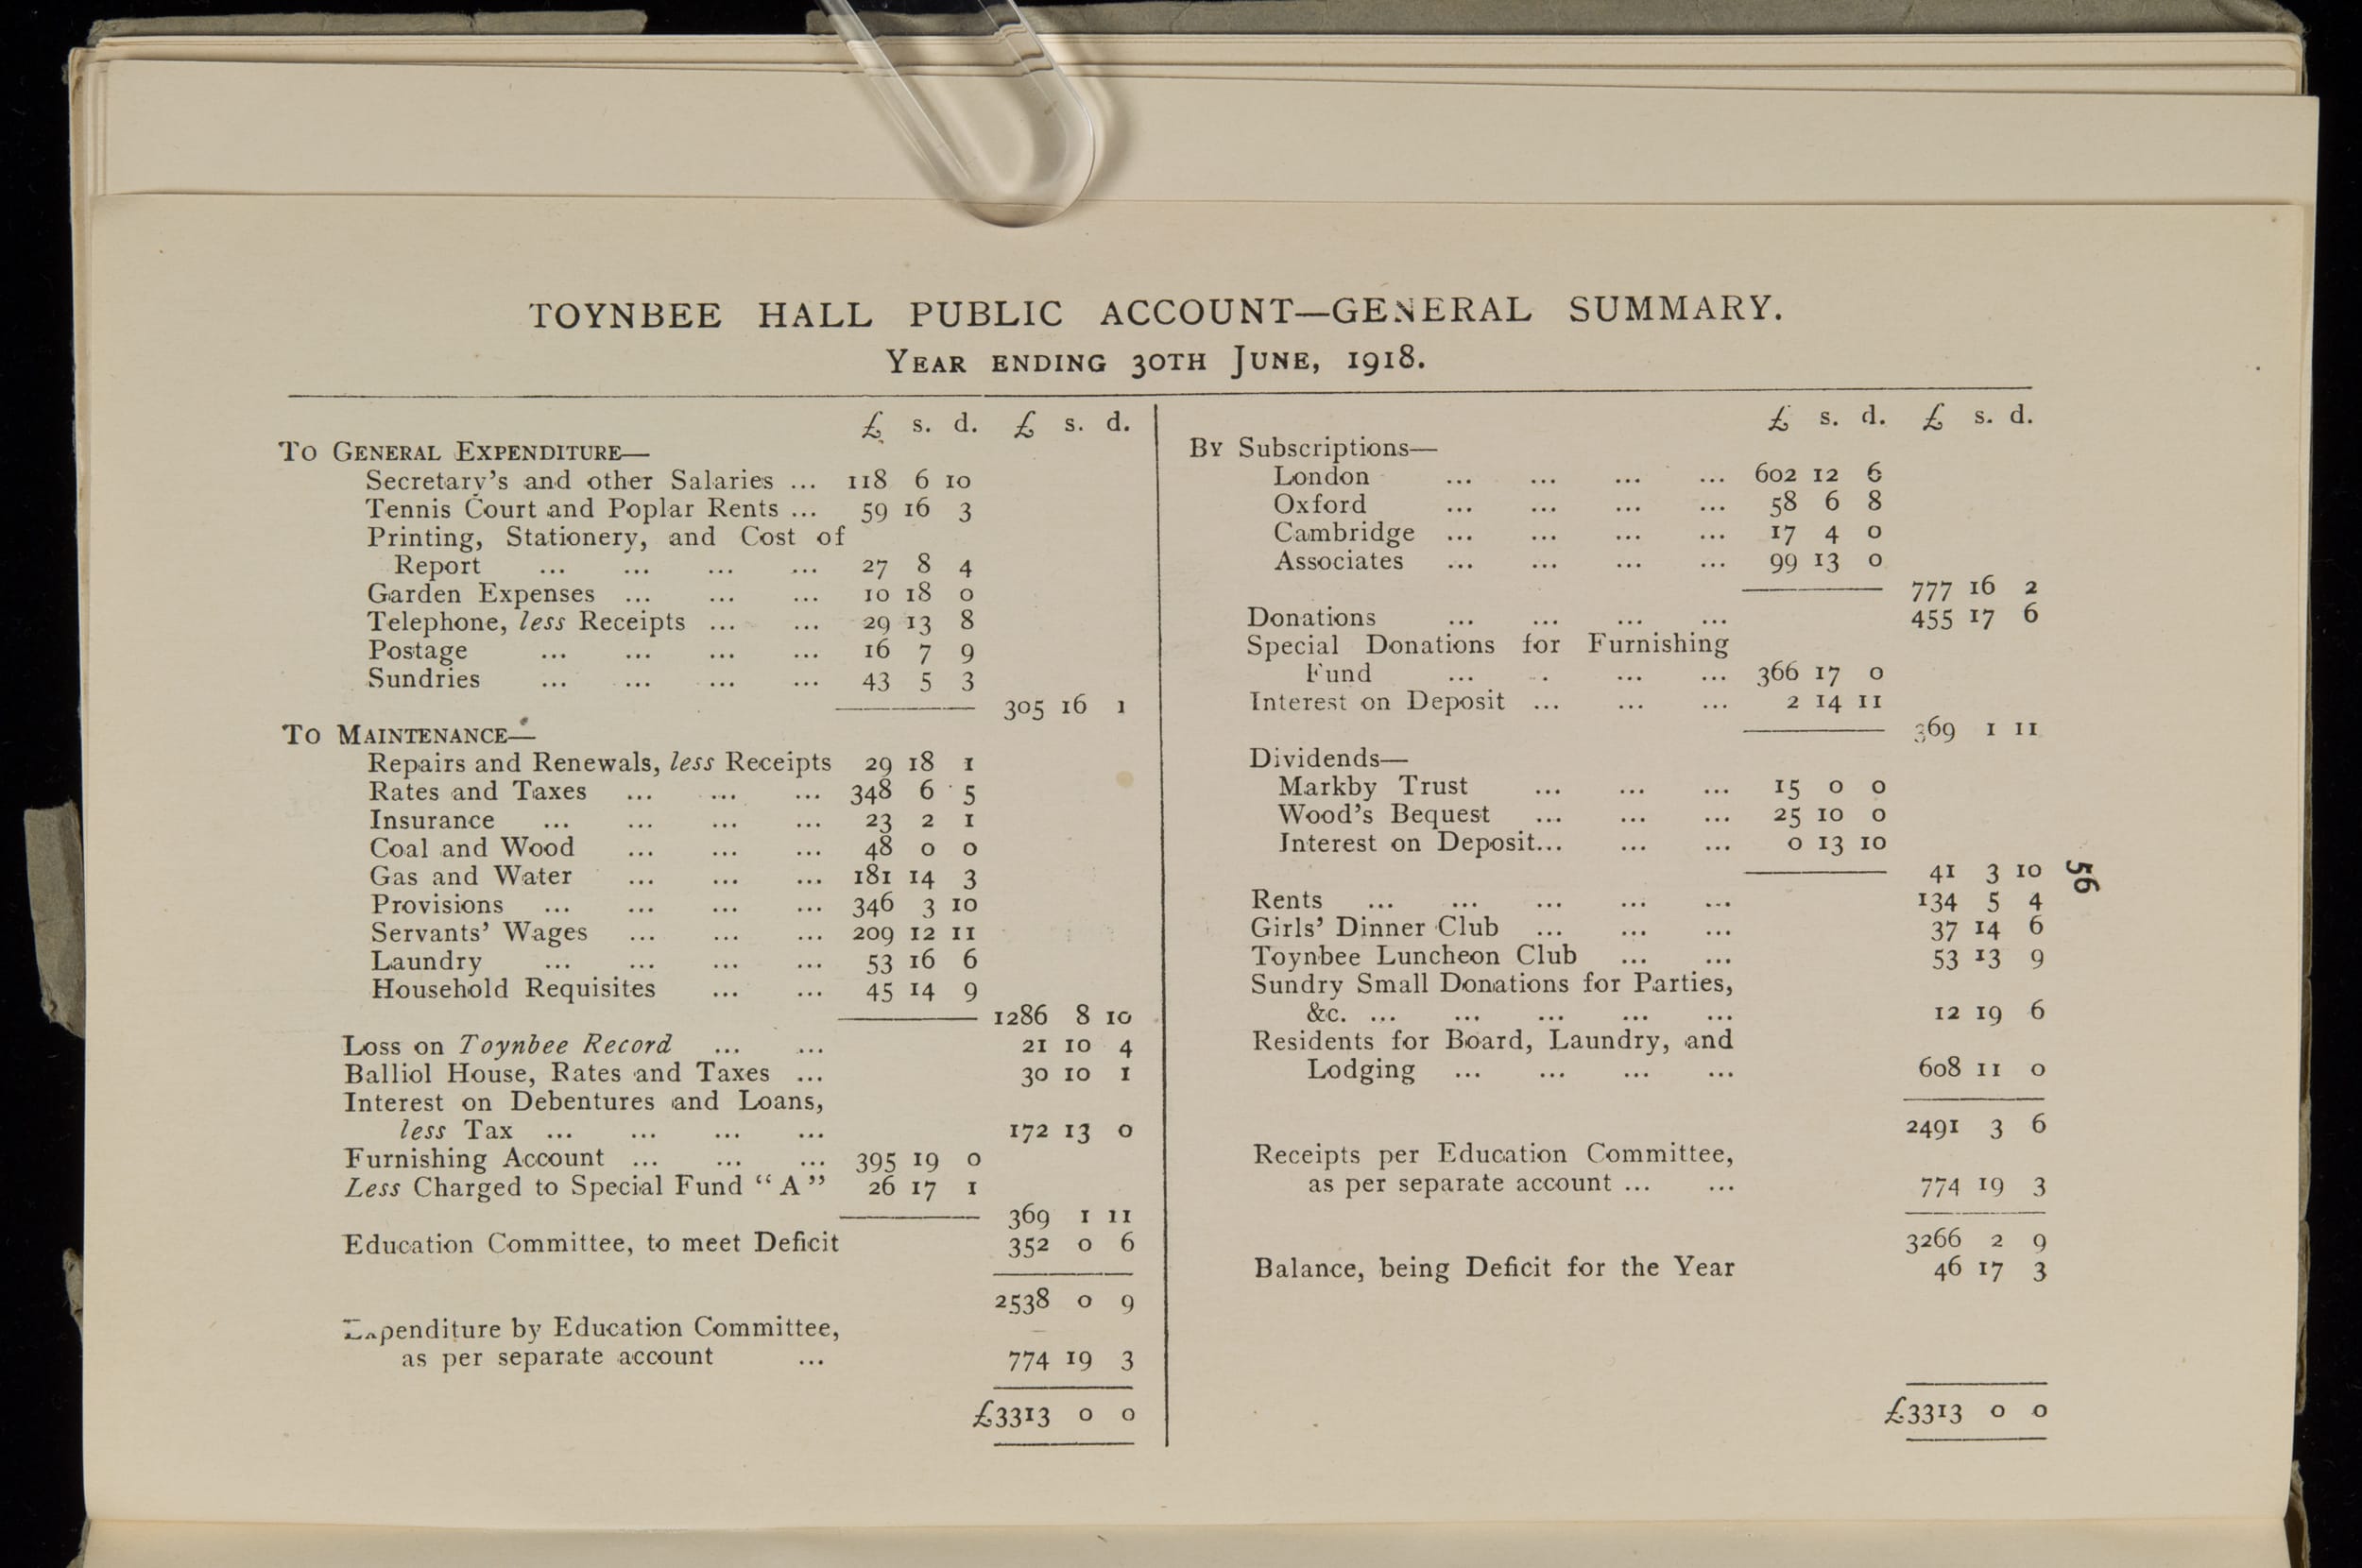 TOYNBEE HALL PUBLIC ACCOUNT—GENERAL SUMMARY.
YEAR ENDING 30TH JUNE, 1918.
£ s. d. £ s. d.
To GENERAL EXPENDITURE—
Secretary's and other Salaries ... 118 6 10
Tennis Court and Poplar Rents ... 59 16 3
Printing, Stationery, and Cost of
Report ... ... ... ... 27 8 4
Garden Expenses ... ... ... 10 18 0
Telephone, less Receipts ... ... 29 13 8
Postage ... ... ... ... 16 7 9
Sundries ... ... ... ... 43 5 3
305 16 1
To MAINTENANCE—
Repairs and Renewals, less Receipts 29 18 1
Rates and Taxes ... ... ... 348 6 5
Insurance ... ... ... ... 23 2 1
Coal and Wood ... ... ... 48 0 0
Gas and Water ... ... ... 181 14 3
Provisions ... ... ... ... 346 3 10
Servants' Wages ... ... ... 209 12 11
Laundry ... ... ... ... 53 16 6
Household Requisites ... ... 45 14 9
1286 8 10
Loss on Toynbee Record ... ... 21 10 4
Balliol House, Rates and Taxes ... 30 10 1
Interest on Debentures and Loans,
less Tax ... ... ... ... 172 13 0
Furnishing Account ... ... ... 395 19 0
Less Charged to Special Fund "A" 26 17 1
369 1 11
Education Committee, to meet Deficit 352 0 6
2538 0 9
Expenditure by Education Committee,
as per separate account ... 774 19 3
£3313 0 0
£ s. d. £ s. d.
By Subscriptions—
London ... ... ... ... 602 12 6
Oxford ... ... ... ... 58 6 8
Cambridge ... ... ... ... 17 4 0
Associates ... ... ... ... 99 13 0
777 16 2
Donations ... ... ... ... 455 17 6
Special Donations for Furnishing
Fund ... . ... ... 366 17 0
Interest on Deposit ... ... ... 2 14 11
369 1 11
Dividends—
Markby Trust ... ... ... 15 0 0
Wood's Bequest ... ... ... 25 10 0
Interest on Deposit... ... ... 0 13 10
41 3 10
Rents ... ... ... ... ... 134 5 4
Girls' Dinner Club ... ... ... 37 14 6
Toynbee Luncheon Club ... ... 53 13 9
Sundry Small Donations for Parties,
&c. ... ... ... ... ... 12 19 6
Residents for Board, Laundry, and
Lodging ... ... ... ... 608 11 0
2491 3 6
Receipts per Education Committee,
as per separate account ... ... 774 19 3
3266 2 9
Balance, being Deficit for the Year 46 17 3
£3313 0 0
56